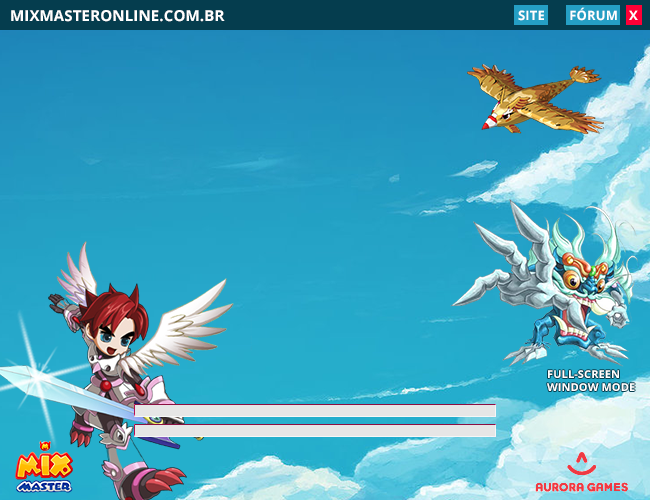 MIXMASTERONLINE.COM.BR
SITE
FÓRUM
X
FULL-SCREEN
WINDOW MODE
MIX
MASTER
AURORA GAMES